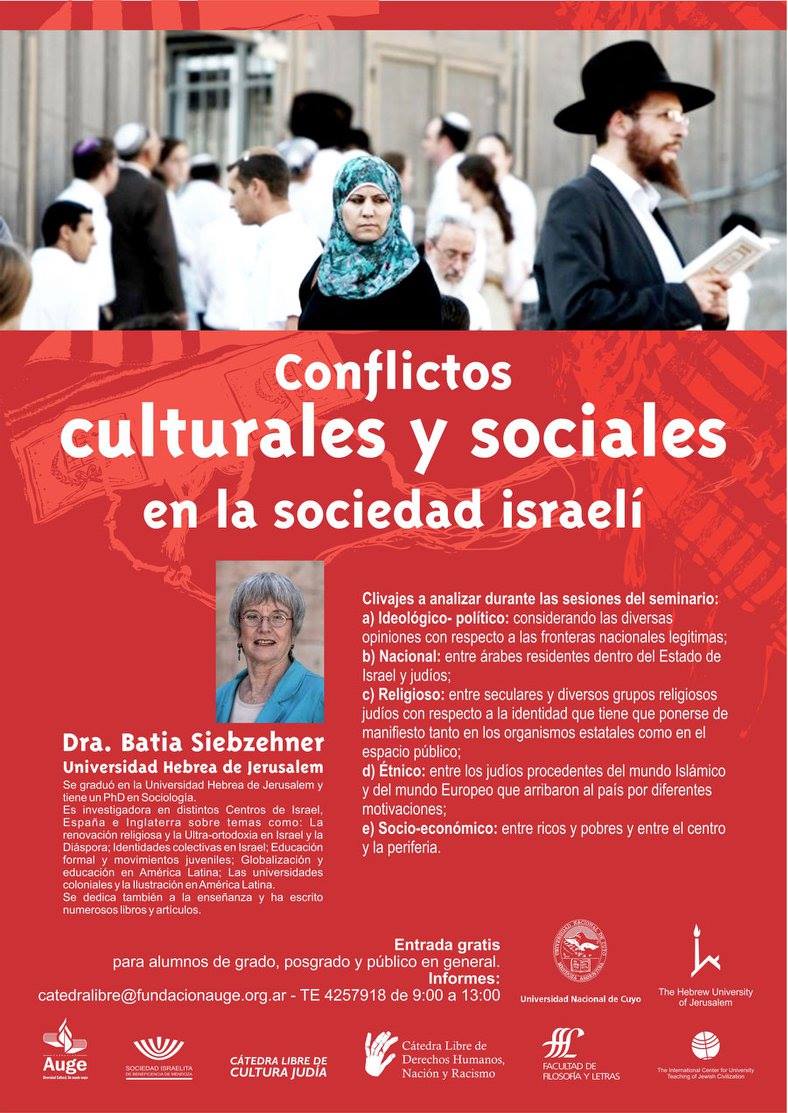 Conflictos
culturales y sociales
en la sociedad israelí
Dra. Batia Siebzehner
Universidad Hebrea de Jerusalem
Se graduó en la Universidad Hebrea de Jerusalem y
tiene un PhD en Sociología.
Es investigadora en distintos Centros de Israel,
España e Inglaterra sobre temas como: La
renovación religiosa y la Ultra-ortodoxia en Israel y la
Diáspora; Identidades colectivas en Israel; Educación
formal y movimientos juveniles; Globalización y
educación en América Latina; Las universidades
coloniales y la Ilustración en América Latina.
Se dedica también a la enseñanza y ha escrito
numerosos libros y artículos.
Clivajes a analizar durante las sesiones del seminario:
a) Ideológico- político: considerando las diversas
opiniones con respecto a las fronteras nacionales legitimas;
b) Nacional: entre árabes residentes dentro del Estado de
Israel y judíos;
c) Religioso: entre seculares y diversos grupos religiosos
judíos con respecto a la identidad que tiene que ponerse de
manifiesto tanto en los organismos estatales como en el
espacio público;
d) Étnico: entre los judíos procedentes del mundo Islámico
y del mundo Europeo que arribaron al país por diferentes
motivaciones;
e) Socio-económico: entre ricos y pobres y entre el centro
y la periferia.
Entrada gratis
para alumnos de grado, posgrado y público en general.
Informes:
catedralibre@fundacionauge.org.ar - TE 4257918 de 9:00 a 13:00
Universidad Nacional de Cuyo
The Hebrew University
of Jerusalem
Auge
SOCIEDAD ISRAELITA
DE BENEFICENCIA DE MENDOZA
CÁTEDRA LIBRE DE
CULTURA JUDÍA
Cátedra Libre de
Derechos Humanos,
Nación y Racismo
FACULTAD DE
FILOSOFÍA Y LETRAS
The International Center for University
Teaching of Jewish Civilization